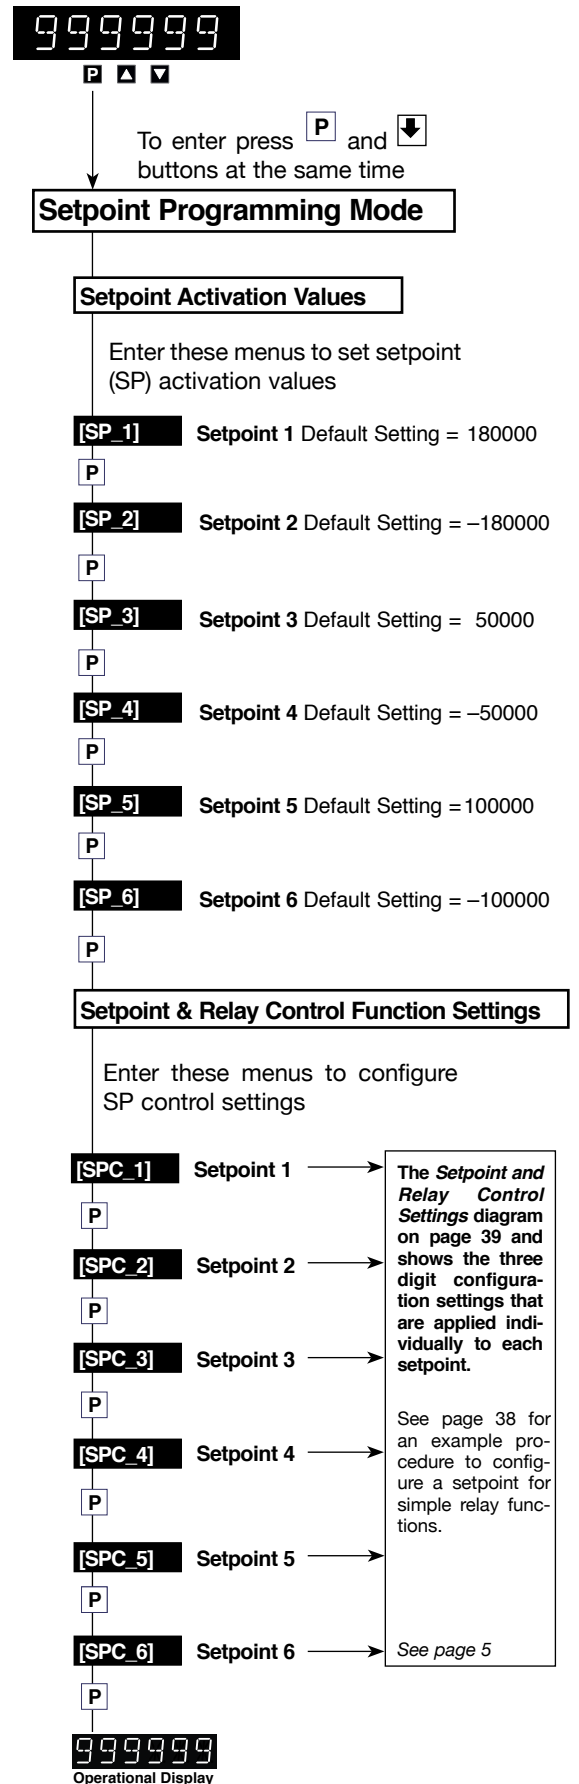 999999
P
To enter press P and
buttons at the same time
Setpoint Programming Mode
Setpoint Activation Values
Enter these menus to set setpoint
(SP) activation values
[SP_1] Setpoint 1 Default Setting = 180000
P
[SP_2] Setpoint 2 Default Setting = –180000
P
[SP_3] Setpoint 3 Default Setting = 50000
P
[SP_4] Setpoint 4 Default Setting = –50000
P
[SP_5] Setpoint 5 Default Setting =100000
P
[SP_6] Setpoint 6 Default Setting = –100000
P
Setpoint & Relay Control Function Settings
Enter these menus to configure
SP control settings
[SPC_1] Setpoint 1
P
[SPC_2] Setpoint 2
P
[SPC_3] Setpoint 3
P
[SPC_4] Setpoint 4
P
[SPC_5] Setpoint 5
P
[SPC_6] Setpoint 6
P
The Setpoint and
Relay Control
Settings diagram
on page 39 and
shows the three
digit configura-
tion settings that
are applied indi-
vidually to each
setpoint.
See page 38 for
an example pro-
cedure to config-
ure a setpoint for
simple relay func-
tions.
See page 5
999999
Operational Display